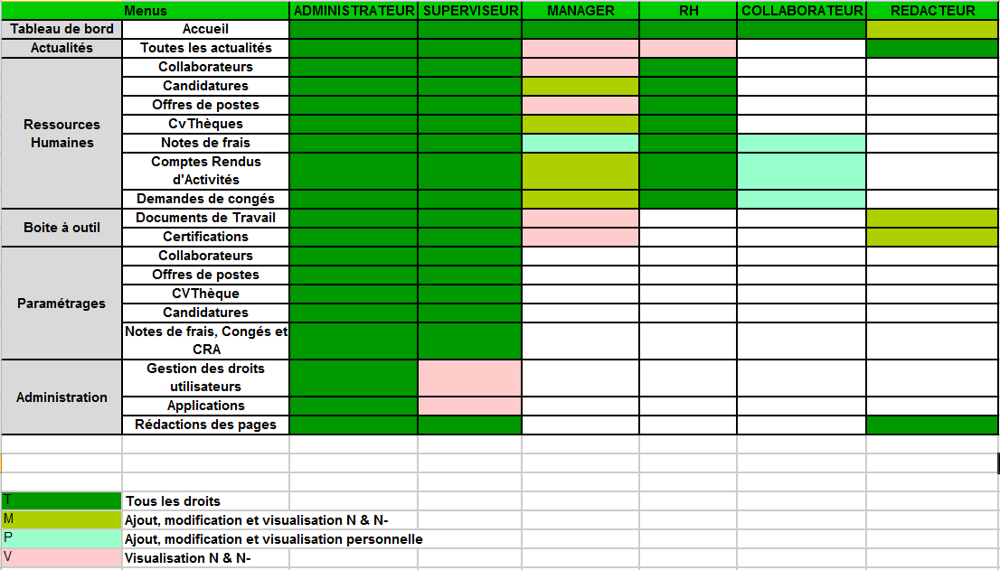 Menus ADMINISTRATEUR SUPERVISEUR MANAGER RH COLLABORATEUR REDACTEUR
Tableau de bord Accueil
Actualités Toutes les actualités
Ressources Humaines
Collaborateurs
Candidatures
Offres de postes
CvThèques
Notes de frais
Comptes Rendus
d'Activités
Demandes de congés
Boite à outil
Documents de Travail
Certifications
Paramétrages
Collaborateurs
Offres de postes
CVThèque
Candidatures
Notes de frais, Congés et
CRA
Administration
Gestion des droits
utilisateurs
Applications
Rédactions des pages
T Tous les droits
M Ajout, modification et visualisation N & N-
P Ajout, modification et visualisation personnelle
V Visualisation N & N-